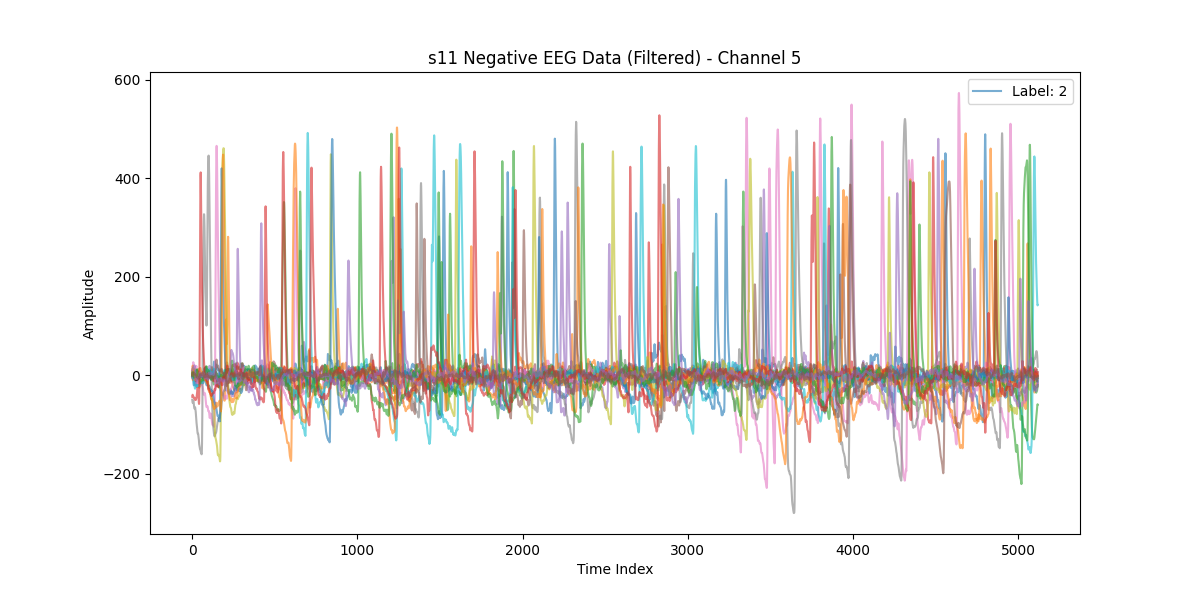 s11 Negative EEG Data (Filtered) - Channel 5
Label: 2
Amplitude
600
400
200
0
−200
0
1000
2000
3000
4000
5000
Time Index